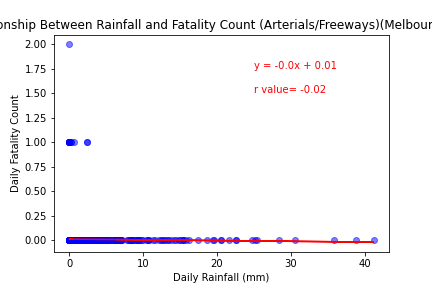 onship Between Rainfall and Fatality Count (Arterials/Freeways)(Melbour
2.00
1.75
1.50
1.25
1.00
0.75
0.50
0.25
0.00
Daily Fatality Count
y = -0.0x + 0.01
r value= -0.02
0 10 20 30 40
Daily Rainfall (mm)